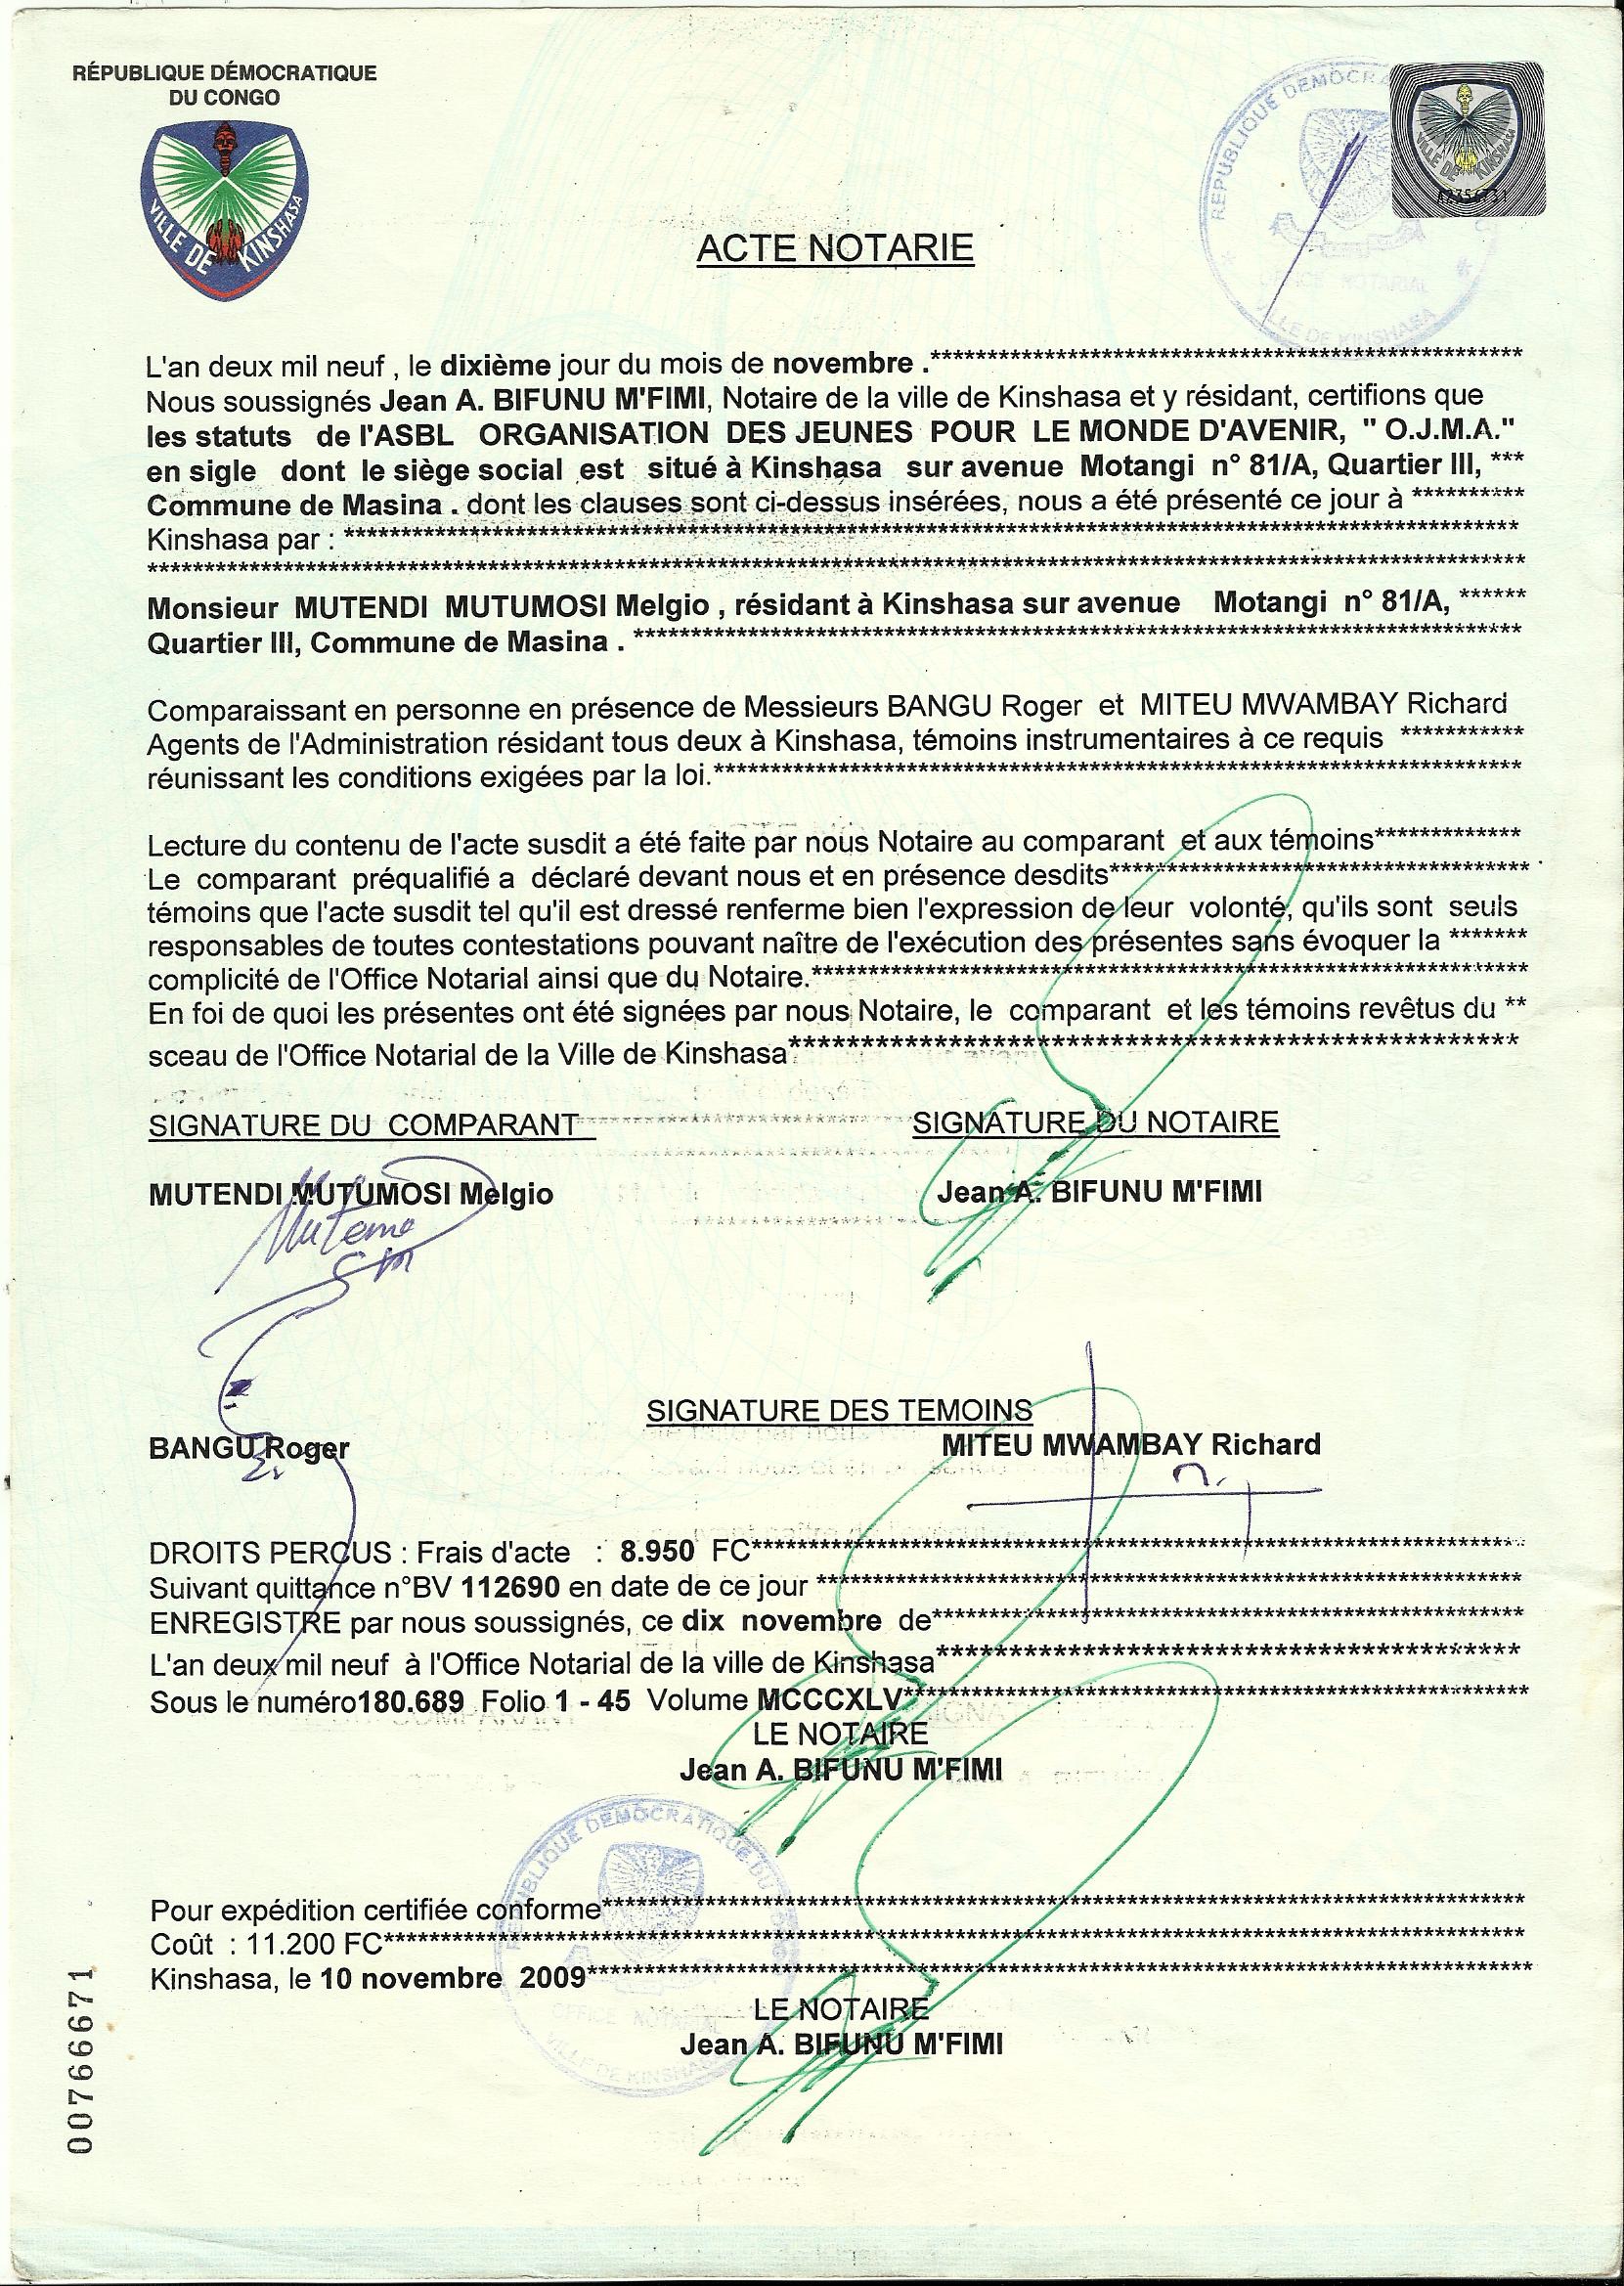 RÉPUBLIQUE DÉMOCRATIQUE
DU CONGO
VILLE DE KINSHASA
REPUBLIQUE DEMOCRA
VILLE DE KINSHASA
OFFICE NOTARIAL
VILLE DE KINSHASA
ACTE NOTARIE
L'an deux mil neuf , le dixième jour du mois de novembre .***************************************************
Nous soussignés Jean A. BIFUNU M'FIMI, Notaire de la ville de Kinshasa et y résidant, certifions que
les statuts de l'ASBL ORGANISATION DES JEUNES POUR LE MONDE D'AVENIR, " O.J.M.A."
en sigle dont le siège social est situé à Kinshasa sur avenue Motangi n° 81/A, Quartier III, ***
Commune de Masina . dont les clauses sont ci-dessus insérées, nous a été présenté ce jour à **********
Kinshasa par : ****************************************************************************************************
*********************************************************************************************************************
Monsieur MUTENDI MUTUMOSI Melgio , résidant à Kinshasa sur avenue Motangi n° 81/A, ******
Quartier III, Commune de Masina . ****************************************************************************
Comparaissant en personne en présence de Messieurs BANGU Roger et MITEU MWAMBAY Richard
Agents de l'Administration résidant tous deux à Kinshasa, témoins instrumentaires à ce requis ***********
réunissant les conditions exigées par la loi.*********************************************************************
Lecture du contenu de l'acte susdit a été faite par nous Notaire au comparant et aux témoins*************
Le comparant préqualifié a déclaré devant nous et en présence desdits************************************
témoins que l'acte susdit tel qu'il est dressé renferme bien l'expression de leur volonté, qu'ils sont seuls
responsables de toutes contestations pouvant naître de l'exécution des présentes sans évoquer la *******
complicité de l'Office Notarial ainsi que du Notaire.*************************************************************
En foi de quoi les présentes ont été signées par nous Notaire, le comparant et les témoins revêtus du **
sceau de l'Office Notarial de la Ville de Kinshasa**************************************************
SIGNATURE DU COMPARANT
SIGNATURE DU NOTAIRE
MUTENDI MUTUMOSI Melgio
Jean A. BIFUNU M'FIMI
SIGNATURE DES TEMOINS
BANGU Roger
MITEU MWAMBAY Richard
DROITS PERCUS : Frais d'acte : 8.950 FC******************************************************************
Suivant quittance n°BV 112690 en date de ce jour ************************************************************
ENREGISTRE par nous soussignés, ce dix novembre de**************************************************
L'an deux mil neuf à l'Office Notarial de la ville de Kinshasa****************************************
Sous le numéro180.689 Folio 1 - 45 Volume MCCCXLV*****************************************************
LE NOTAIRE
Jean A. BIFUNU M'FIMI
REPUBLIQUE DEMOCRATIQUE DU
OFFICE NOTARIAL
VILLE DE KINSHASA
Pour expédition certifiée conforme******************************************************************************
Coût : 11.200 FC*************************************************************************************************
Kinshasa, le 10 novembre 2009********************************************************************************
LE NOTAIRE
Jean A. BIFUNU M'FIMI
00766671